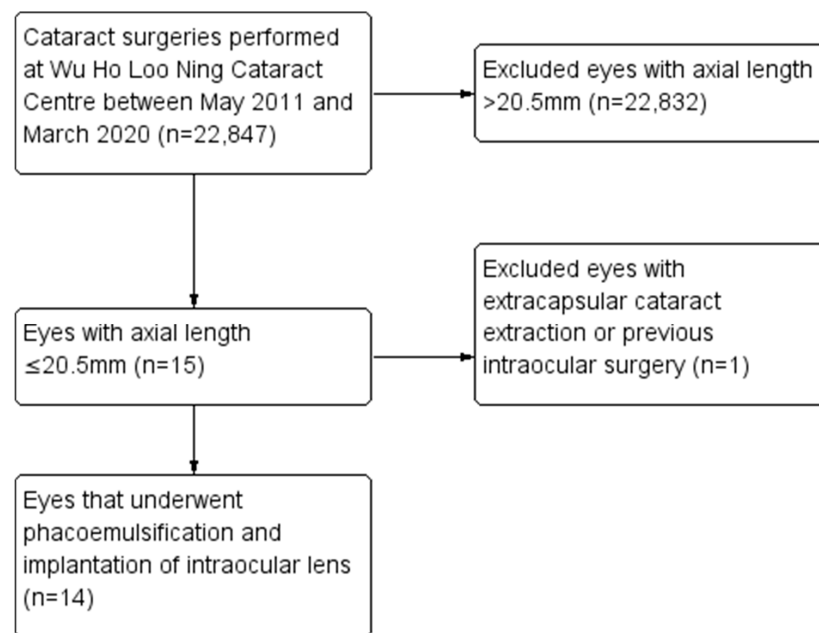 Cataract surgeries performed
at Wu Ho Loo Ning Cataract
Centre between May 2011 and
March 2020 (n=22,847)
Excluded eyes with axial length
>20.5mm (n=22,832)
Eyes with axial length
≤20.5mm (n=15)
Excluded eyes with
extracapsular cataract
extraction or previous
intraocular surgery (n=1)
Eyes that underwent
phacoemulsification and
implantation of intraocular lens
(n=14)